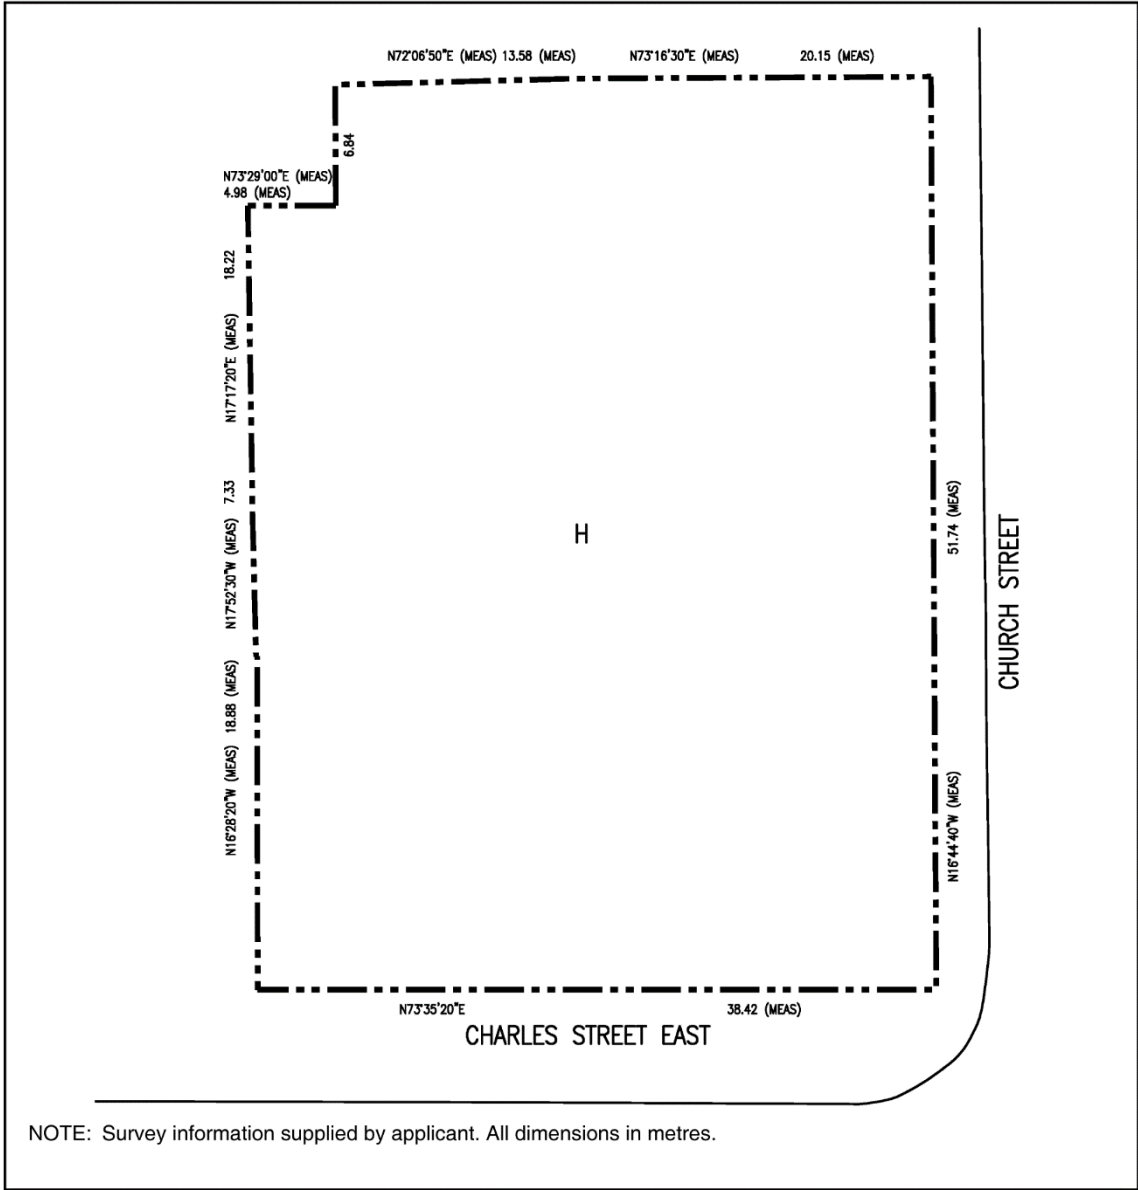 N72°06'50"E (MEAS) 13.58 (MEAS)
N73°16'30"E (MEAS)
20.15 (MEAS)
6.84
N73°29'00"E (MEAS)
4.98 (MEAS)
18.22
N17°17'20"E (MEAS)
7.33
N17°52'30"W (MEAS)
18.88 (MEAS)
N16°28'20"W (MEAS)
H
51.74 (MEAS)
N16°44'40"W (MEAS)
CHURCH STREET
N73°35'20"E
38.42 (MEAS)
CHARLES STREET EAST
NOTE: Survey information supplied by applicant. All dimensions in metres.